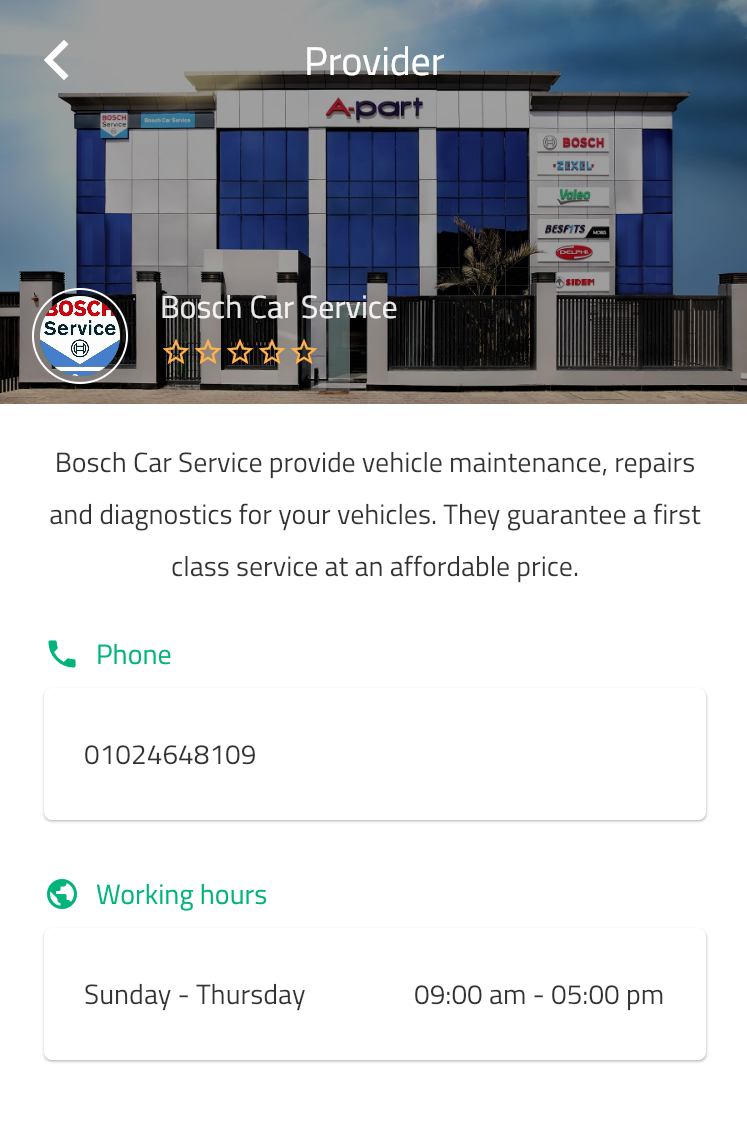 Provider
A-part
BOSCH
Service
Bosch Car Service
BOSCH
ZEXEL
Valeo
BESFITS MOBIS
DELPHI
SIDEM
BOSCH
Service
Bosch Car Service
Bosch Car Service provide vehicle maintenance, repairs
and diagnostics for your vehicles. They guarantee a first
class service at an affordable price.
Phone
01024648109
Working hours
Sunday - Thursday
09:00 am - 05:00 pm